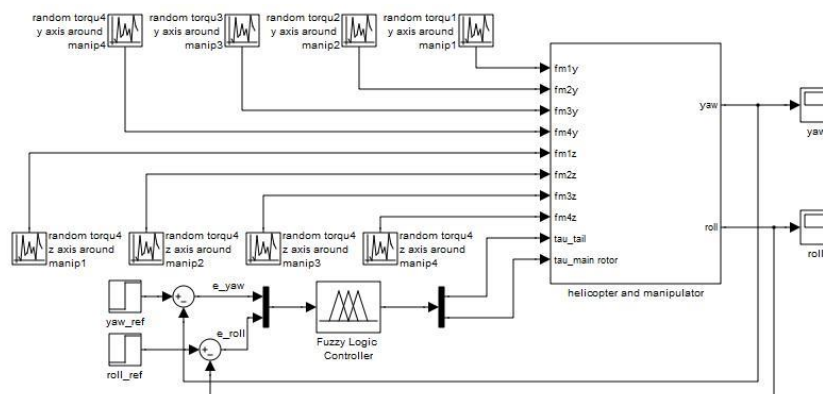 random torqu4
y axis around
manip4
random torqu3
y axis around
manip3
random torqu2
y axis around
manip2
random torqu1
y axis around
manip1
fm1y
fm2y
fm3y
fm4y
fm1z
fm2z
fm3z
fm4z
tau_tail
tau_main rotor
yaw
roll
helicopter and manipulator
yaw
roll
random torqu4
z axis around
manip1
random torqu4
z axis around
manip2
random torqu4
z axis around
manip3
random torqu4
z axis around
manip4
yaw_ref
e_yaw
roll_ref
e_roll
Fuzzy Logic
Controller